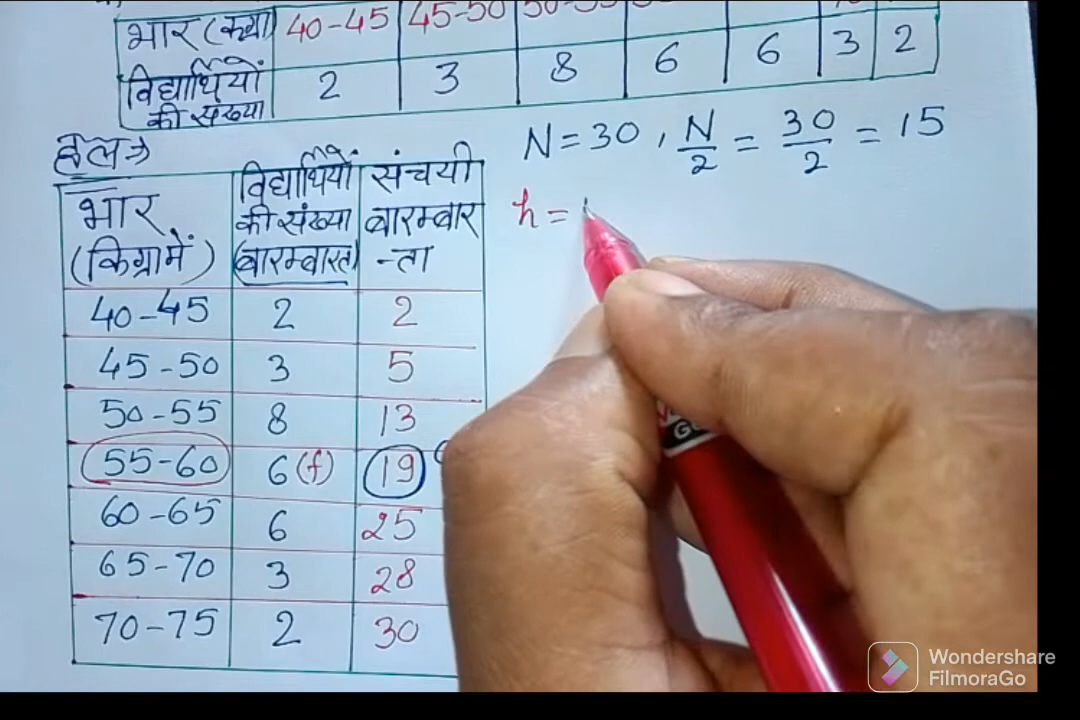 भार (कि.ग्रा) 40-45 45-50
विद्यार्थियों की संख्या 2 3 8 6 6 3 2
हल→
N = 30 , N/2 = 30/2 = 15
h =
भार (किग्रा में) विद्यार्थियों की संख्या (बारम्बारता) संचयी बारम्बार-ता
40-45 2 2
45-50 3 5
50-55 8 13
55-60 6 (f) 19
60-65 6 25
65-70 3 28
70-75 2 30
Wondershare
FilmoraGo